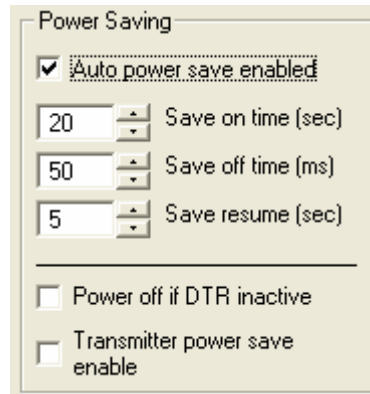 Power Saving
Auto power save enabled
20 Save on time (sec)
50 Save off time (ms)
5 Save resume (sec)
Power off if DTR inactive
Transmitter power save
enable